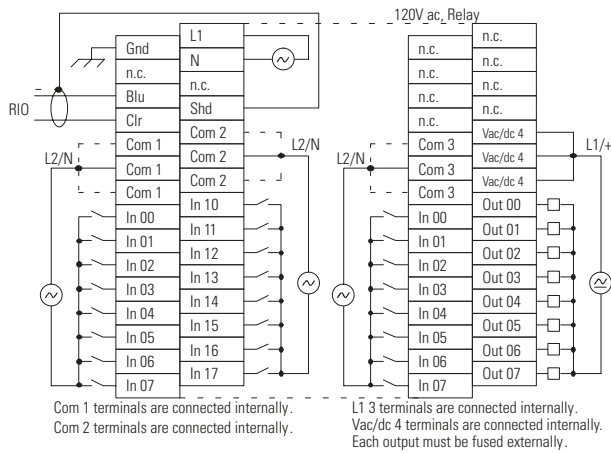 120V ac, Relay
Gnd
n.c.
Blu
Clr
Com 1
Com 1
Com 1
In 00
In 01
In 02
In 03
In 04
In 05
In 06
In 07
L1
N
n.c.
Shd
Com 2
Com 2
Com 2
In 10
In 11
In 12
In 13
In 14
In 15
In 16
In 17
RIO
L2/N
L2/N
n.c.
n.c.
n.c.
n.c.
Com 3
Com 3
Com 3
In 00
In 01
In 02
In 03
In 04
In 05
In 06
In 07
n.c.
n.c.
n.c.
n.c.
Vac/dc 4
Vac/dc 4
Vac/dc 4
Out 00
Out 01
Out 02
Out 03
Out 04
Out 05
Out 06
Out 07
L2/N
L1/+
Com 1 terminals are connected internally.
Com 2 terminals are connected internally.
L1 3 terminals are connected internally.
Vac/dc 4 terminals are connected internally.
Each output must be fused externally.